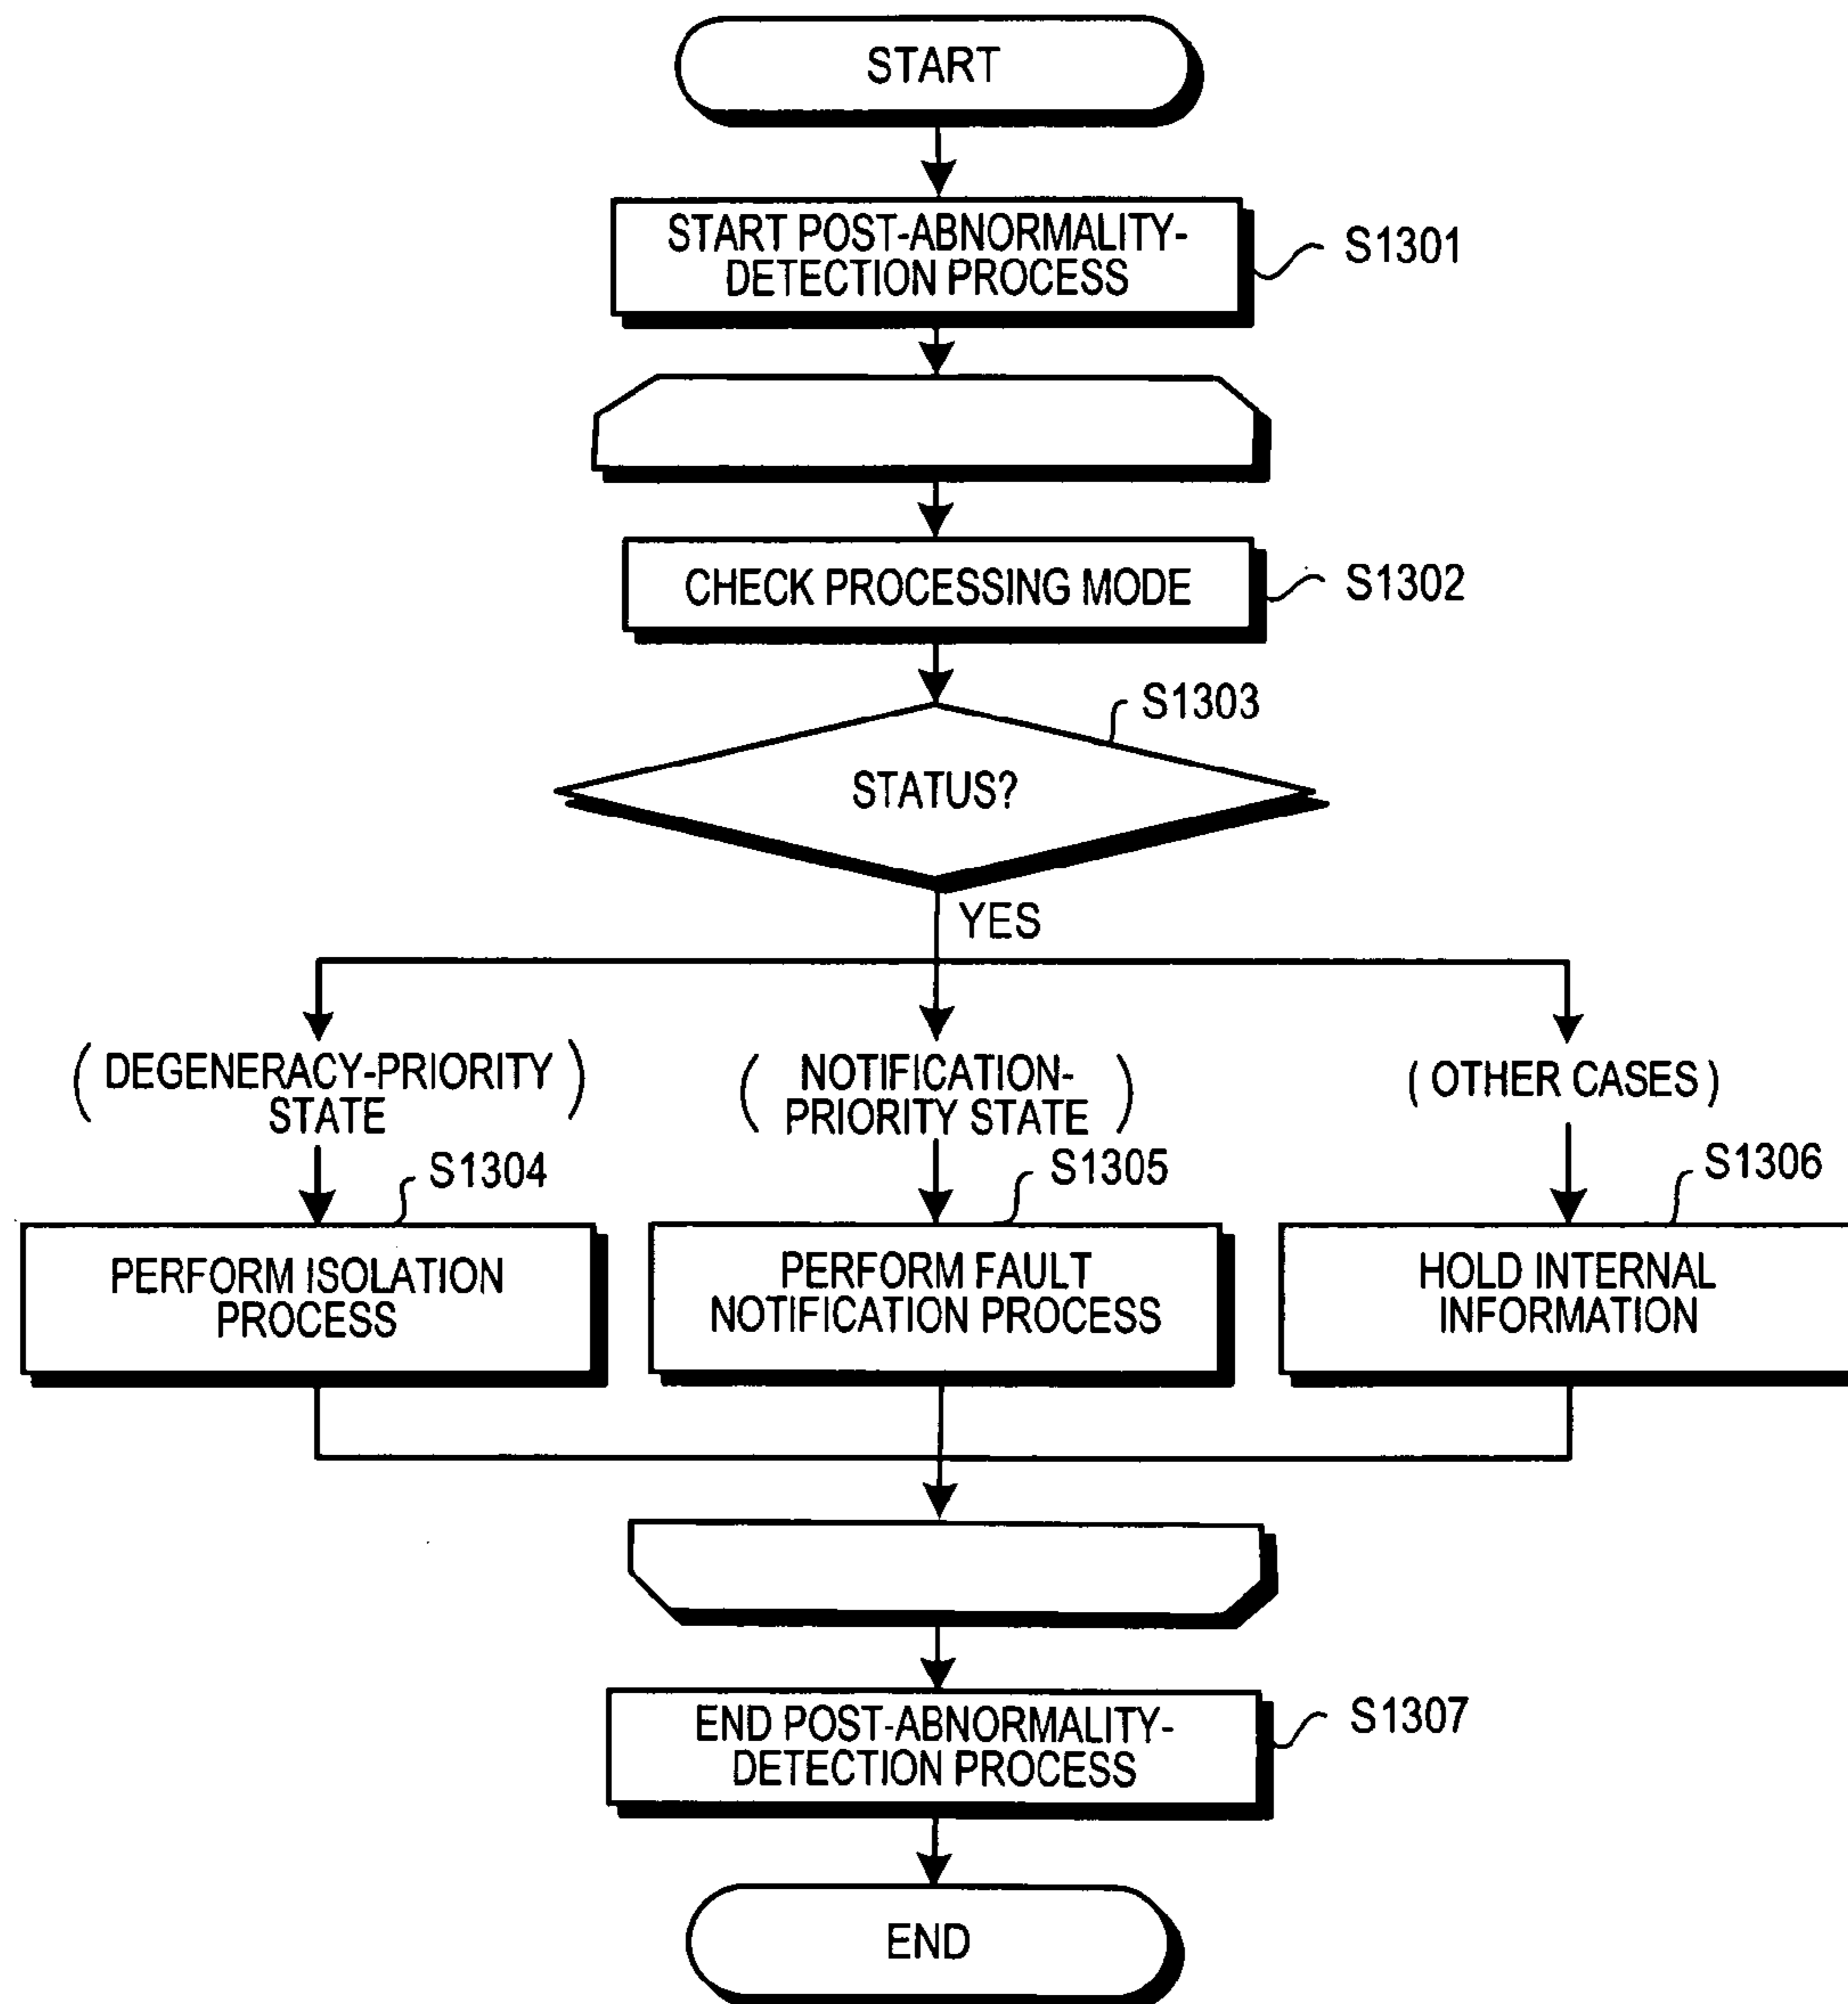 START
START POST-ABNORMALITY-
DETECTION PROCESS
S1301
CHECK PROCESSING MODE
S1302
S1303
STATUS?
YES
(DEGENERACY-PRIORITY
STATE)
(NOTIFICATION-
PRIORITY STATE)
(OTHER CASES)
S1304
S1305
S1306
PERFORM ISOLATION
PROCESS
PERFORM FAULT
NOTIFICATION PROCESS
HOLD INTERNAL
INFORMATION
END POST-ABNORMALITY-
DETECTION PROCESS
S1307
END